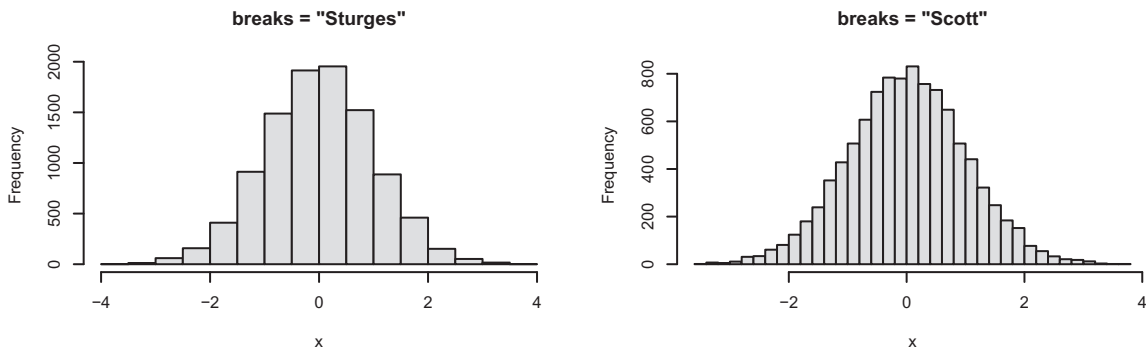 breaks = "Sturges"
Frequency
2000
1500
1000
500
0
−4 −2 0 2 4
x
breaks = "Scott"
Frequency
800
600
400
200
0
−2 0 2 4
x